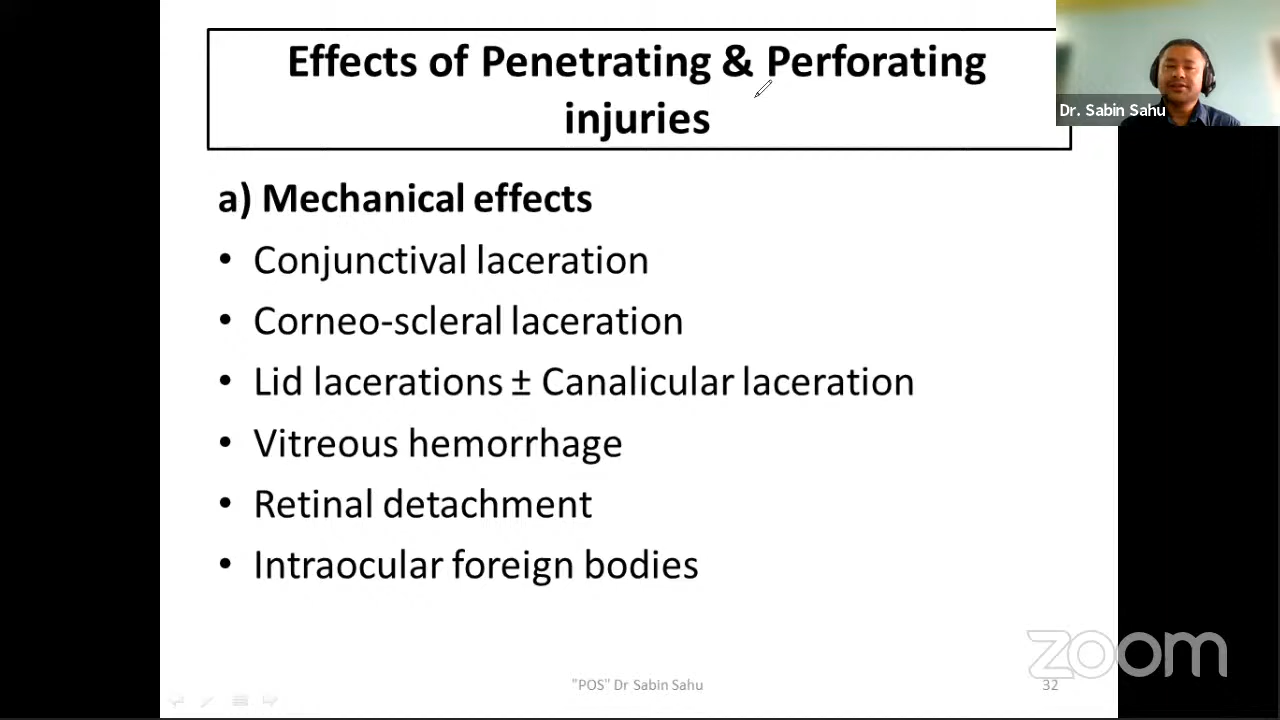 Effects of Penetrating & Perforating
injuries
Dr. Sabin Sahu
a) Mechanical effects
• Conjunctival laceration
• Corneo-scleral laceration
• Lid lacerations ± Canalicular laceration
• Vitreous hemorrhage
• Retinal detachment
• Intraocular foreign bodies
zoom
"POS" Dr Sabin Sahu
32